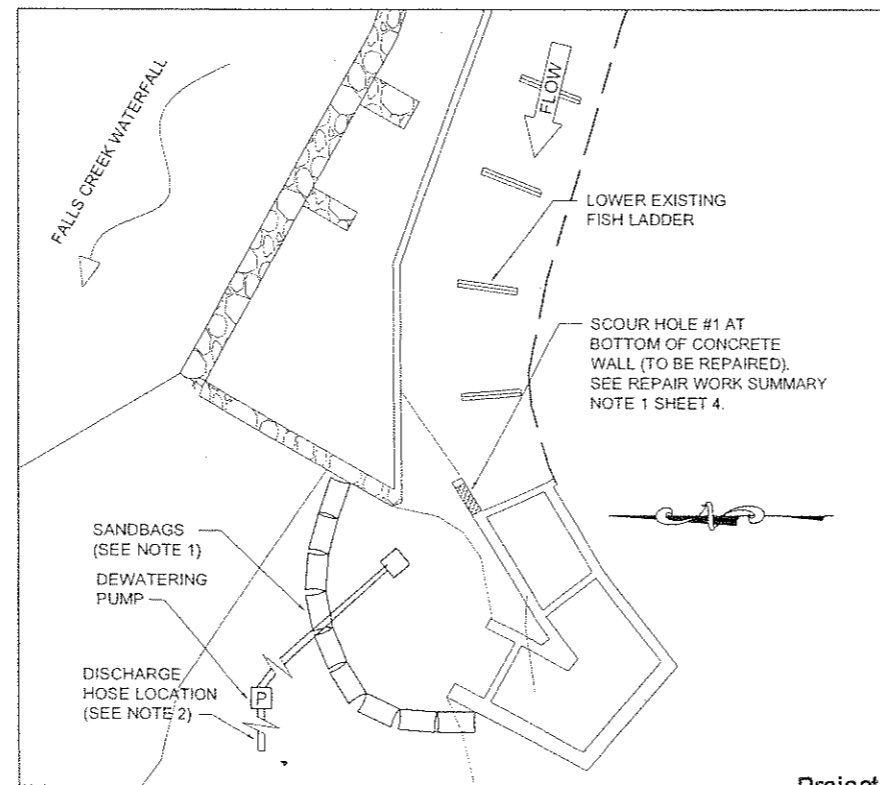 FALLS CREEK WATERFALL
FLOW
LOWER EXISTING
FISH LADDER
SCOUR HOLE #1 AT
BOTTOM OF CONCRETE
WALL (TO BE REPAIRED).
SEE REPAIR WORK SUMMARY
NOTE 1 SHEET 4.
SANDBAGS
(SEE NOTE 1)
DEWATERING
PUMP
DISCHARGE
HOSE LOCATION
(SEE NOTE 2)
P
Project